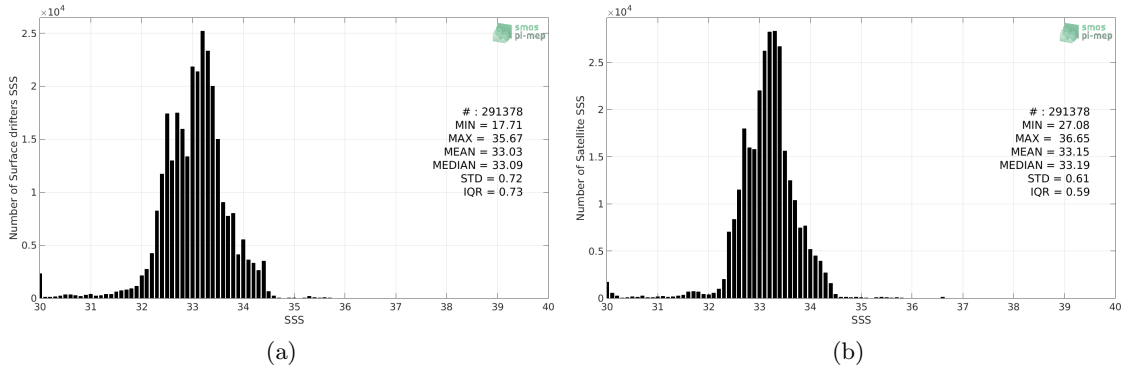 ×10⁴
2.5
2
1.5
1
0.5
0
30 31 32 33 34 35 36 37 38 39 40
SSS
Number of Surface drifters SSS
smos
pi-mep
# : 291378
MIN = 17.71
MAX = 35.67
MEAN = 33.03
MEDIAN = 33.09
STD = 0.72
IQR = 0.73
(a)
×10⁴
2.5
2
1.5
1
0.5
0
30 31 32 33 34 35 36 37 38 39 40
SSS
Number of Satellite SSS
smos
pi-mep
# : 291378
MIN = 27.08
MAX = 36.65
MEAN = 33.15
MEDIAN = 33.19
STD = 0.61
IQR = 0.59
(b)